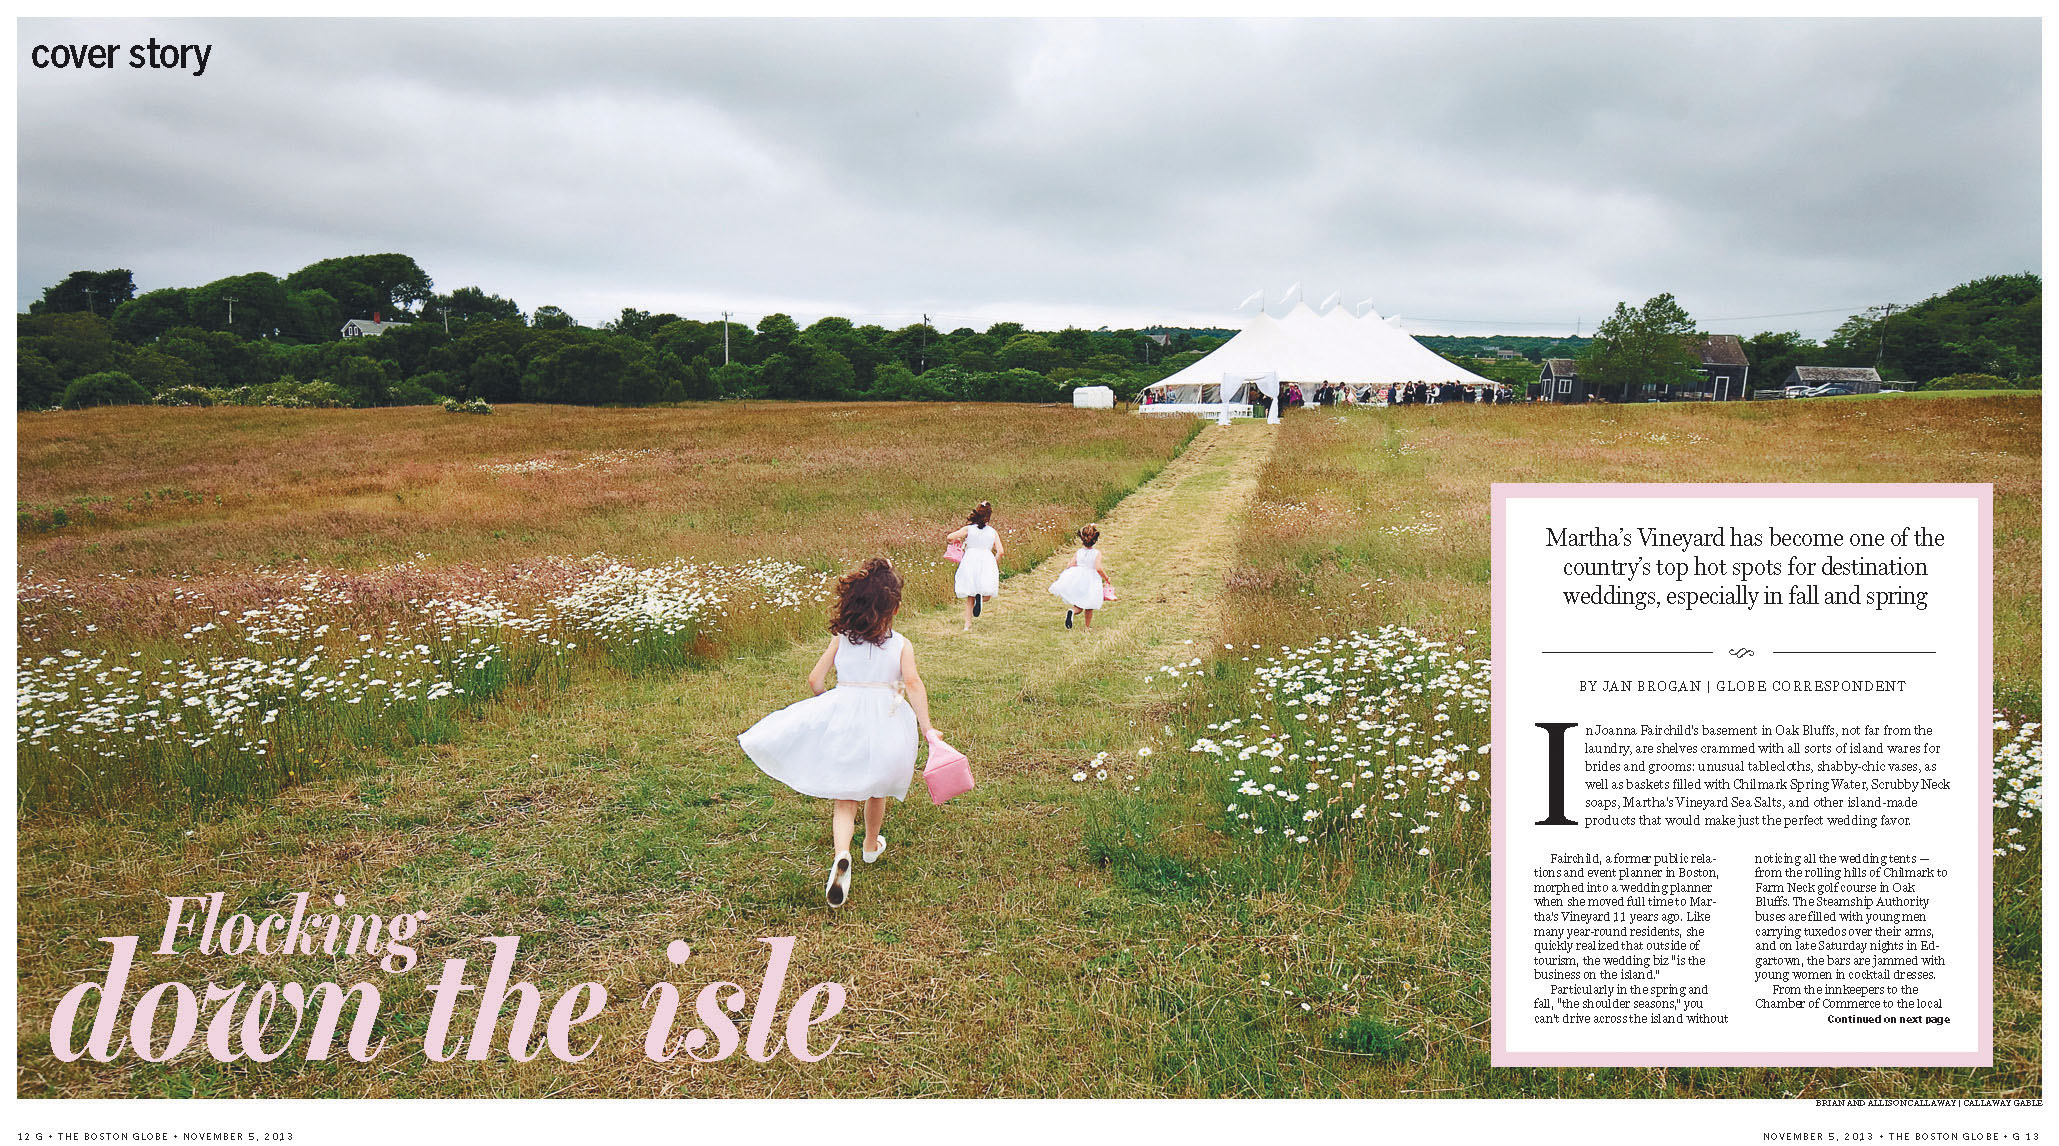 cover story
Flocking
down the isle
Martha's Vineyard has become one of the
country's top hot spots for destination
weddings, especially in fall and spring
BY JAN BROGAN | GLOBE CORRESPONDENT
In Joanna Fairchild's basement in Oak Bluffs, not far from the
laundry, are shelves crammed with all sorts of island wares for
brides and grooms: unusual tablecloths, shabby-chic vases, as
well as baskets filled with Chilmark Spring Water, Scrubby Neck
soaps, Martha's Vineyard Sea Salts, and other island-made
products that would make just the perfect wedding favor.
Fairchild, a former public rela-
tions and event planner in Boston,
morphed into a wedding planner
when she moved full time to Mar-
tha's Vineyard 11 years ago. Like
many year-round residents, she
quickly realized that outside of
tourism, the wedding biz "is the
business on the island."
Particularly in the spring and
fall, "the shoulder seasons," you
can't drive across the island without
noticing all the wedding tents —
from the rolling hills of Chilmark to
Farm Neck golf course in Oak
Bluffs. The Steamship Authority
buses are filled with young men
carrying tuxedos over their arms,
and on late Saturday nights in Ed-
gartown, the bars are jammed with
young women in cocktail dresses.
From the innkeepers to the
Chamber of Commerce to the local
Continued on next page
BRIAN AND ALLISON CALLAWAY | CALLAWAY GABLE
12 G • THE BOSTON GLOBE • NOVEMBER 5, 2013
NOVEMBER 5, 2013 • THE BOSTON GLOBE • G 13